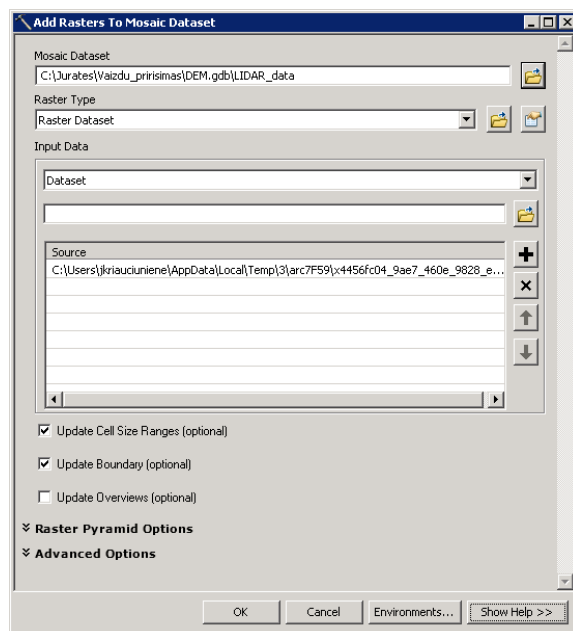 Add Rasters To Mosaic Dataset
Mosaic Dataset
C:\Jurates\Vaizdu_pririsimas\DEM.gdb\LIDAR_data
Raster Type
Raster Dataset
Input Data
Dataset
Source
C:\Users\jkriauciuniene\AppData\Local\Temp\3\arc7F59\x4456fc04_9ae7_460e_9828_e...
Update Cell Size Ranges (optional)
Update Boundary (optional)
Update Overviews (optional)
Raster Pyramid Options
Advanced Options
OK Cancel Environments... Show Help >>